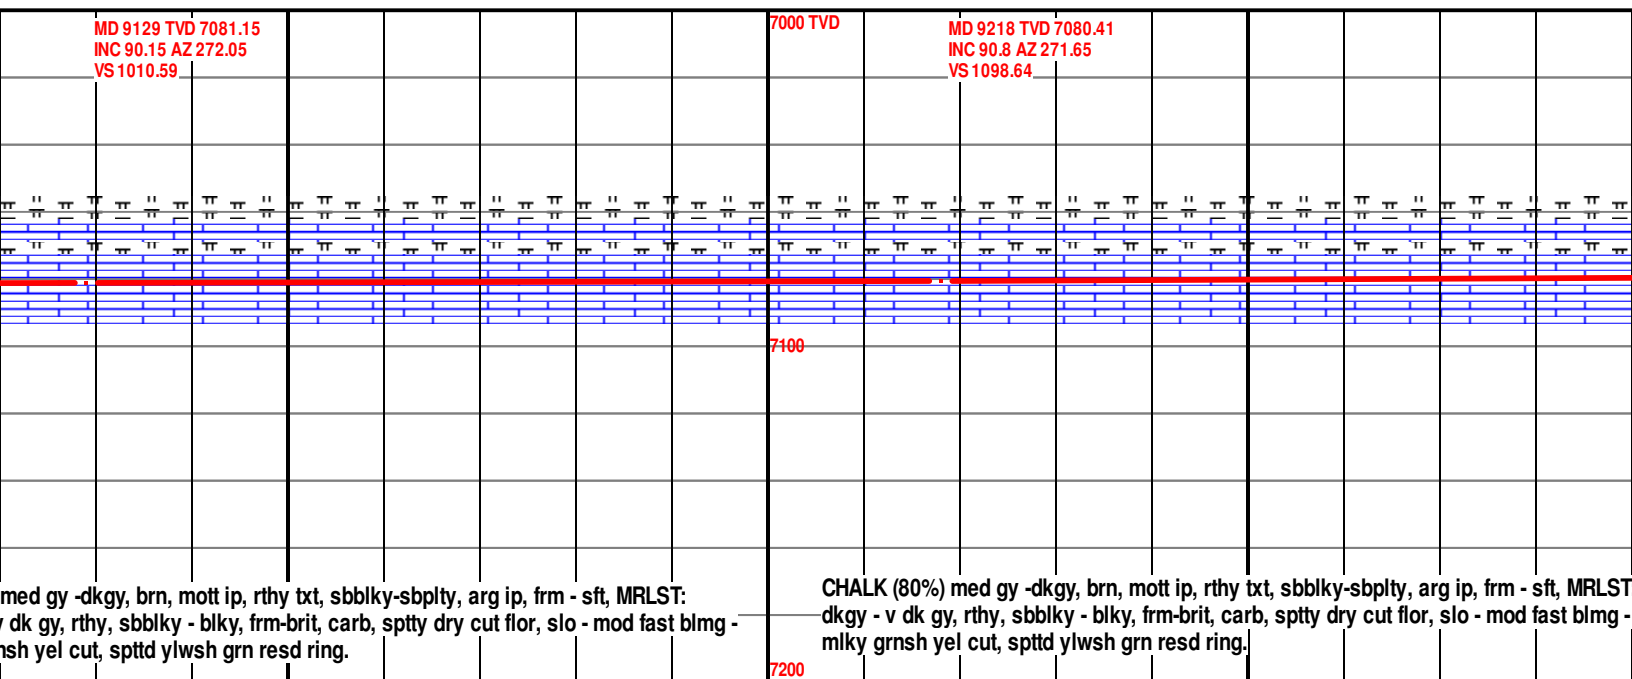 MD 9129 TVD 7081.15
INC 90.15 AZ 272.05
VS 1010.59
7000 TVD
MD 9218 TVD 7080.41
INC 90.8 AZ 271.65
VS 1098.64
7100
med gy -dkgy, brn, mott ip, rthy txt, sbblky-sbplty, arg ip, frm - sft, MRLST:
dk gy, rthy, sbblky - blky, frm-brit, carb, sptty dry cut flor, slo - mod fast blmg -
nsh yel cut, spttd ylwsh grn resd ring.
CHALK (80%) med gy -dkgy, brn, mott ip, rthy txt, sbblky-sbplty, arg ip, frm - sft, MRLST
dkgy - v dk gy, rthy, sbblky - blky, frm-brit, carb, sptty dry cut flor, slo - mod fast blmg -
mlky grnsh yel cut, spttd ylwsh grn resd ring.
7200